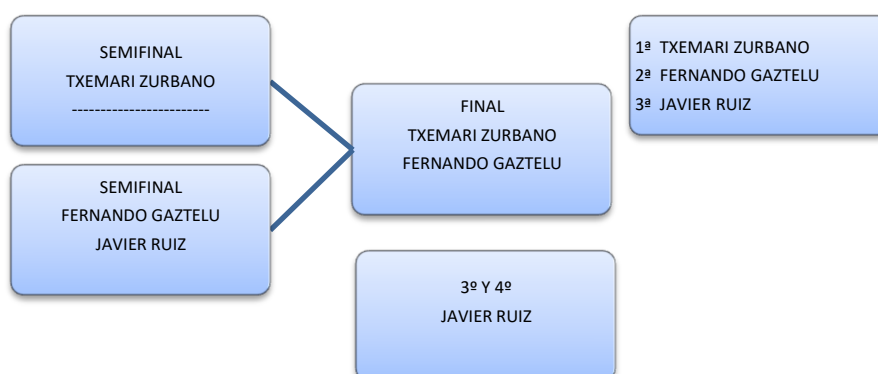 SEMIFINAL
TXEMARI ZURBANO
------------------------
SEMIFINAL
FERNANDO GAZTELU
JAVIER RUIZ
FINAL
TXEMARI ZURBANO
FERNANDO GAZTELU
3º Y 4º
JAVIER RUIZ
1ª TXEMARI ZURBANO
2ª FERNANDO GAZTELU
3ª JAVIER RUIZ